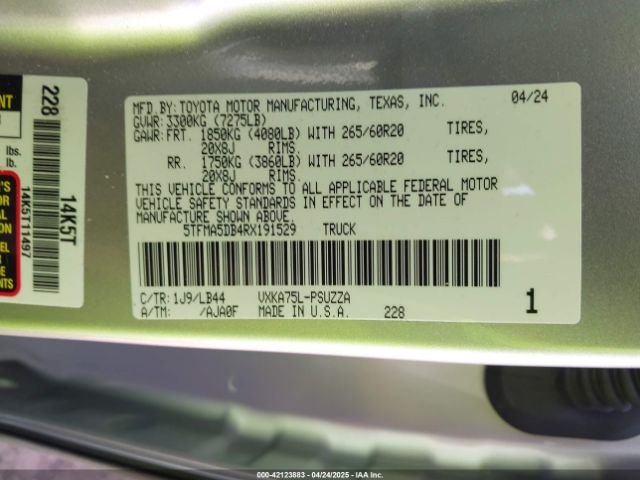 MFD.BY:TOYOTA MOTOR MANUFACTURING, TEXAS, INC. 04/24
GVWR: 3300KG (7275LB)
GAWR: FRT. 1850KG (4080LB) WITH 265/60R20 TIRES,
20X8J RIMS.
RR. 1750KG (3860LB) WITH 265/60R20 TIRES,
20X8J RIMS.
THIS VEHICLE CONFORMS TO ALL APPLICABLE FEDERAL MOTOR
VEHICLE SAFETY STANDARDS IN EFFECT ON THE DATE OF
MANUFACTURE SHOWN ABOVE.
5TFMA5DB4RX191529 TRUCK
C/TR: 1J9/LB44 VXKA75L-PSUZZA
A/TM: /AJA0F MADE IN U.S.A. 228
1
228
14K5T
14K5T11497
lbs.
lb.
000-42123883 - 04/24/2025 - IAA, Inc.